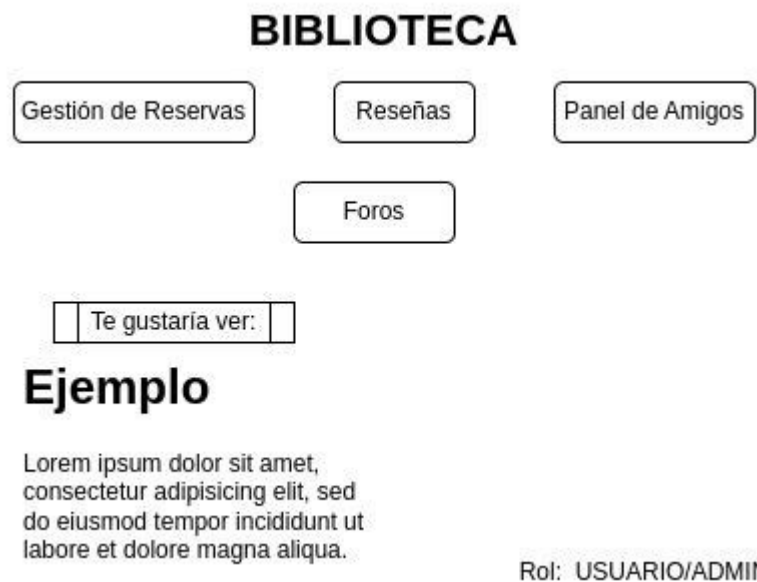 BIBLIOTECA
Gestión de Reservas
Reseñas
Panel de Amigos
Foros
Te gustaría ver:
Ejemplo
Lorem ipsum dolor sit amet,
consectetur adipisicing elit, sed
do eiusmod tempor incididunt ut
labore et dolore magna aliqua.
Rol: USUARIO/ADMIN